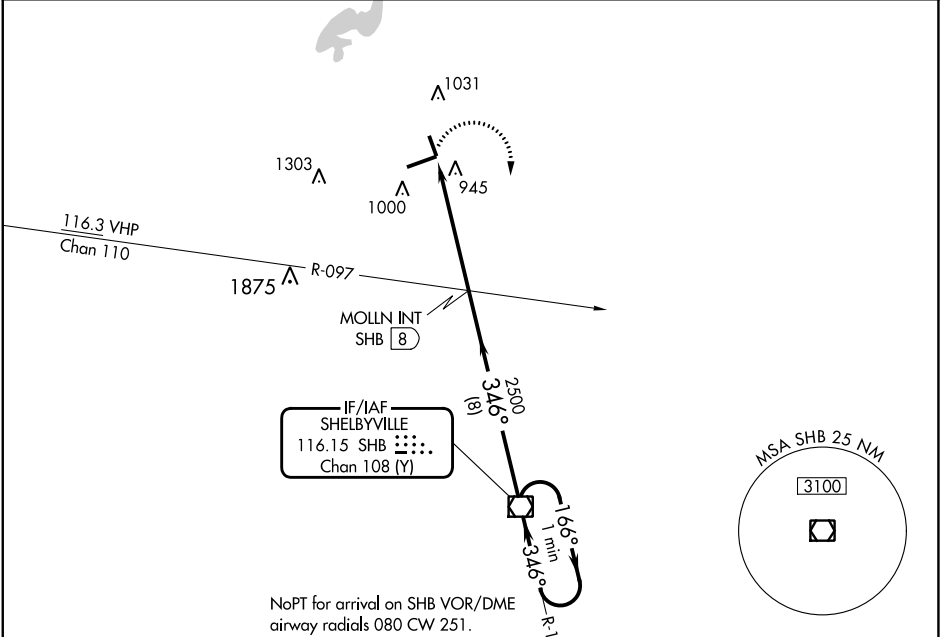 1031
1303
945
1000
116.3 VHP
Chan 110
R-097
1875
MOLLN INT
SHB 8
2500
346°
(8)
IF/IAF
SHELBYVILLE
116.15 SHB
Chan 108 (Y)
MSA SHB 25 NM
3100
166°
1 min
346°
NoPT for arrival on SHB VOR/DME
airway radials 080 CW 251.